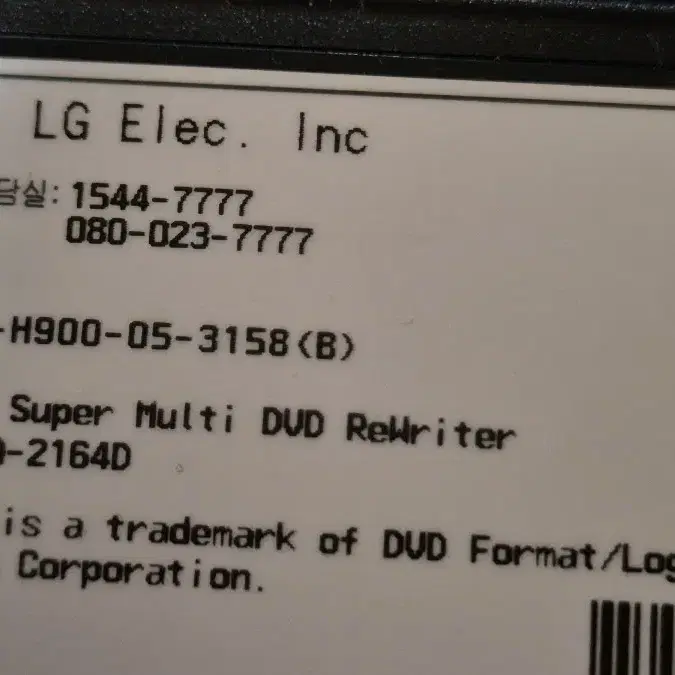 LG Elec. Inc
담실: 1544-7777
080-023-7777
-H900-05-3158(B)
Super Multi DVD ReWriter
-2164D
is a trademark of DVD Format/Log
Corporation.